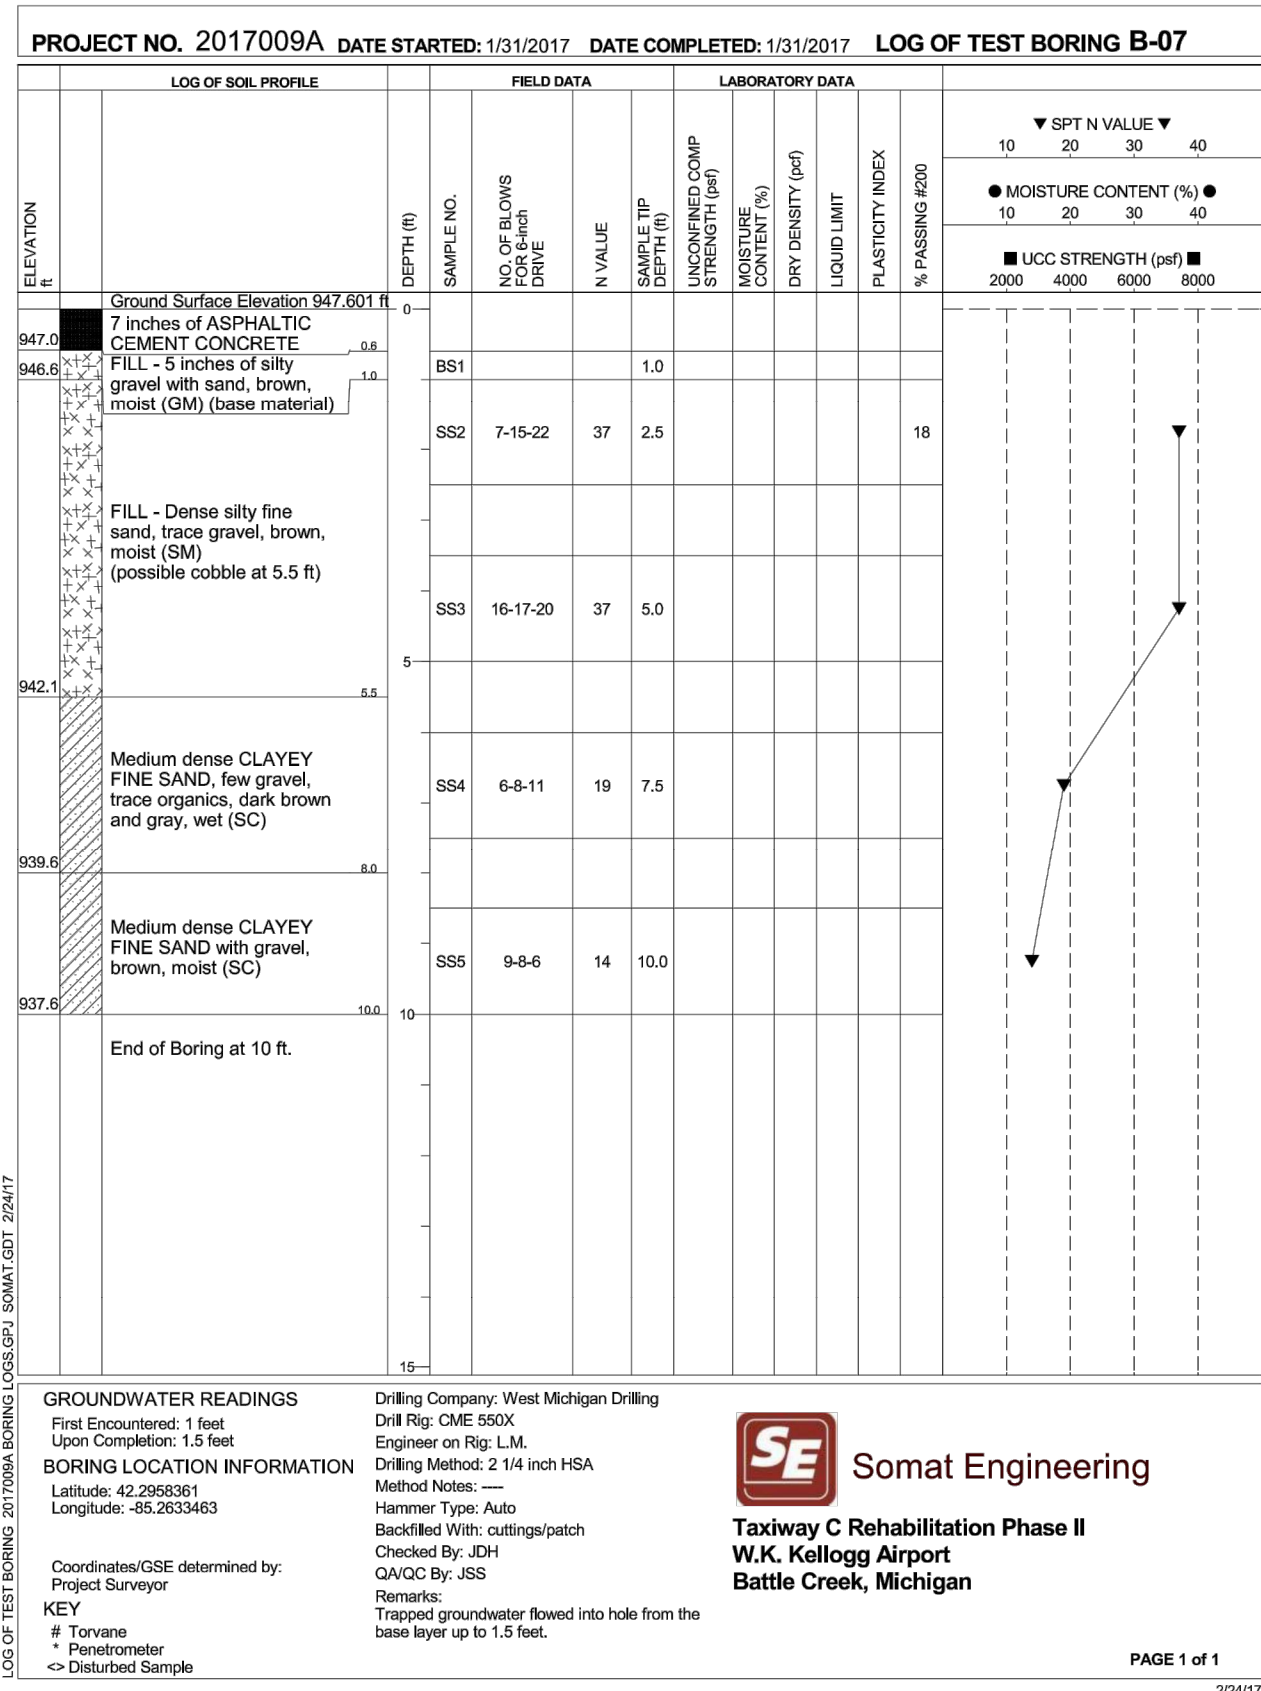 PROJECT NO. 2017009A DATE STARTED: 1/31/2017 DATE COMPLETED: 1/31/2017 LOG OF TEST BORING B-07
LOG OF SOIL PROFILE
FIELD DATA
LABORATORY DATA
ELEVATION
ft
DEPTH (ft)
SAMPLE NO.
NO. OF BLOWS
FOR 6-inch
DRIVE
N VALUE
SAMPLE TIP
DEPTH (ft)
UNCONFINED COMP
STRENGTH (psf)
MOISTURE
CONTENT (%)
DRY DENSITY (pcf)
LIQUID LIMIT
PLASTICITY INDEX
% PASSING #200
▼ SPT N VALUE ▼
10 20 30 40
● MOISTURE CONTENT (%) ●
10 20 30 40
■ UCC STRENGTH (psf) ■
2000 4000 6000 8000
Ground Surface Elevation 947.601 ft
0
7 inches of ASPHALTIC
CEMENT CONCRETE
947.0
0.6
FILL - 5 inches of silty
gravel with sand, brown,
moist (GM) (base material)
946.6
1.0
BS1 1.0
SS2 7-15-22 37 2.5 18
FILL - Dense silty fine
sand, trace gravel, brown,
moist (SM)
(possible cobble at 5.5 ft)
SS3 16-17-20 37 5.0
5
942.1
5.5
Medium dense CLAYEY
FINE SAND, few gravel,
trace organics, dark brown
and gray, wet (SC)
SS4 6-8-11 19 7.5
939.6
8.0
Medium dense CLAYEY
FINE SAND with gravel,
brown, moist (SC)
SS5 9-8-6 14 10.0
937.6
10.0
10
End of Boring at 10 ft.
15
LOG OF TEST BORING 2017009A BORING LOGS.GPJ SOMAT.GDT 2/24/17
GROUNDWATER READINGS
First Encountered: 1 feet
Upon Completion: 1.5 feet
BORING LOCATION INFORMATION
Latitude: 42.2958361
Longitude: -85.2633463
Coordinates/GSE determined by:
Project Surveyor
KEY
# Torvane
* Penetrometer
<> Disturbed Sample
Drilling Company: West Michigan Drilling
Drill Rig: CME 550X
Engineer on Rig: L.M.
Drilling Method: 2 1/4 inch HSA
Method Notes: ----
Hammer Type: Auto
Backfilled With: cuttings/patch
Checked By: JDH
QA/QC By: JSS
Remarks:
Trapped groundwater flowed into hole from the
base layer up to 1.5 feet.
SE
Somat Engineering
Taxiway C Rehabilitation Phase II
W.K. Kellogg Airport
Battle Creek, Michigan
PAGE 1 of 1
2/24/17